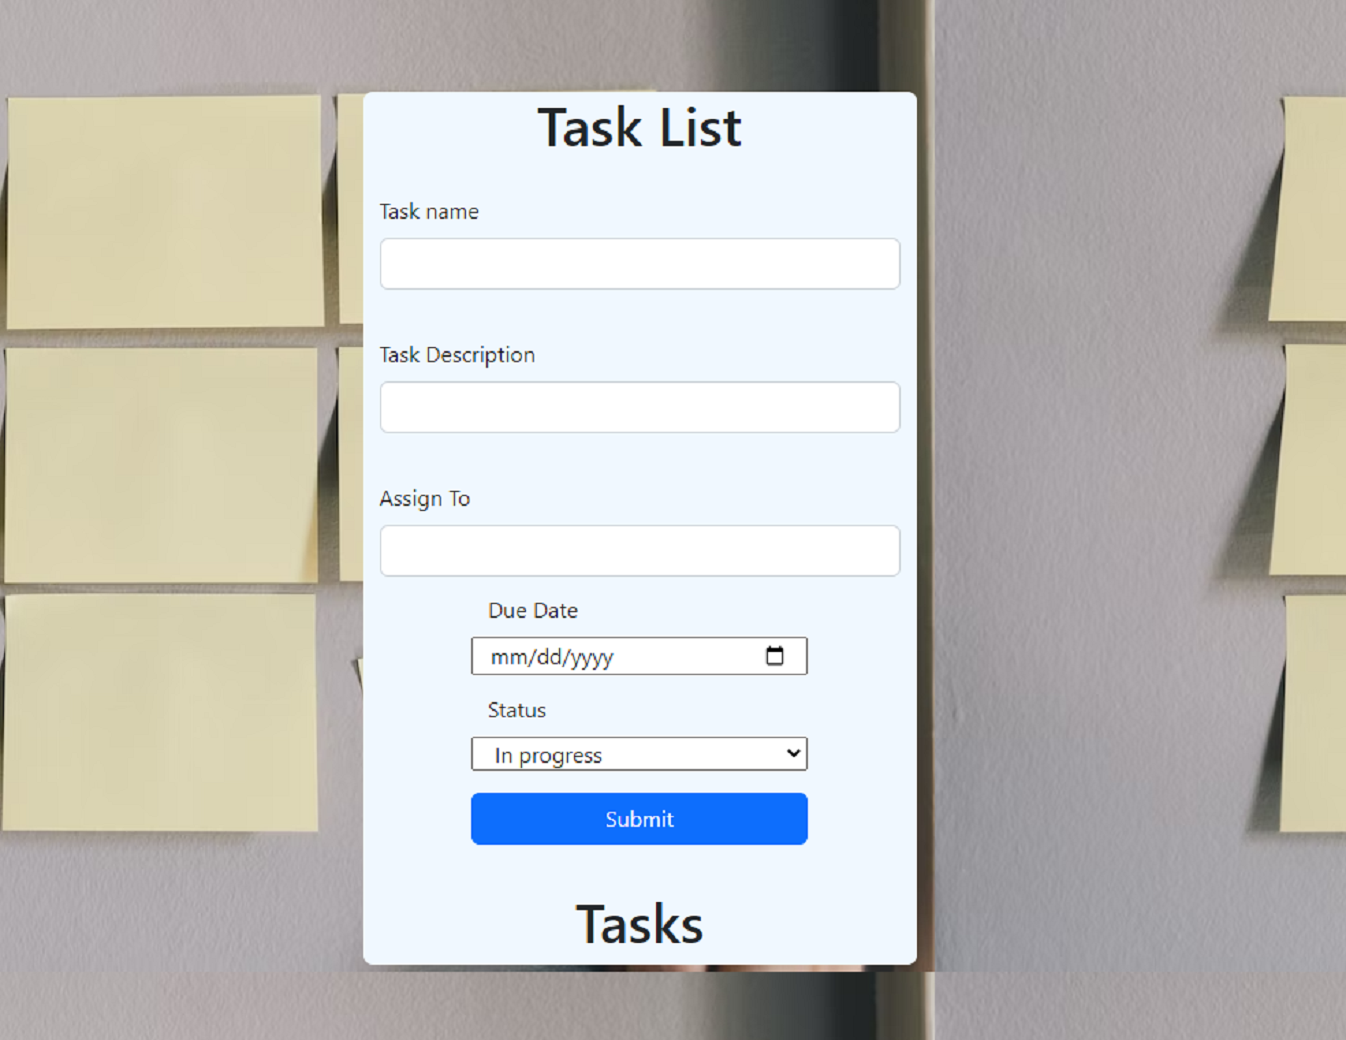 Task List
Task name
Task Description
Assign To
Due Date
mm/dd/yyyy
Status
In progress
Submit
Tasks